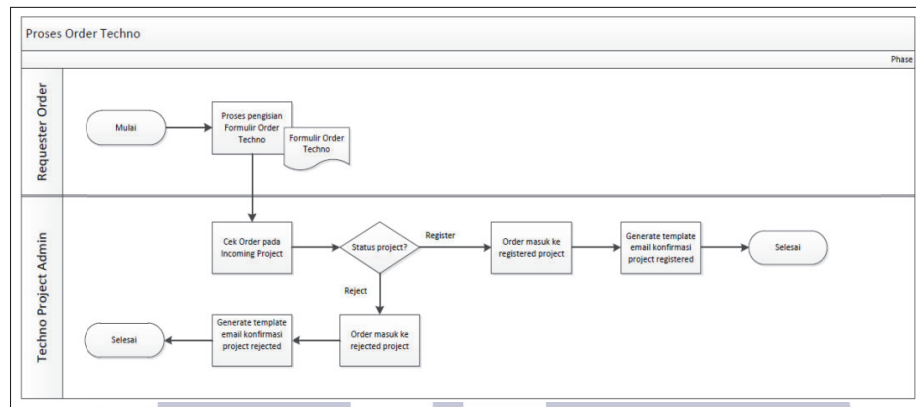 Proses Order Techno
Phase
Requester Order
Mulai
Proses pengisian
Formulir Order
Techno
Formulir Order
Techno
Techno Project Admin
Cek Order pada
Incoming Project
Status project?
Register
Order masuk ke
registered project
Generate template
email konfirmasi
project registered
Selesai
Reject
Order masuk ke
rejected project
Generate template
email konfirmasi
project rejected
Selesai